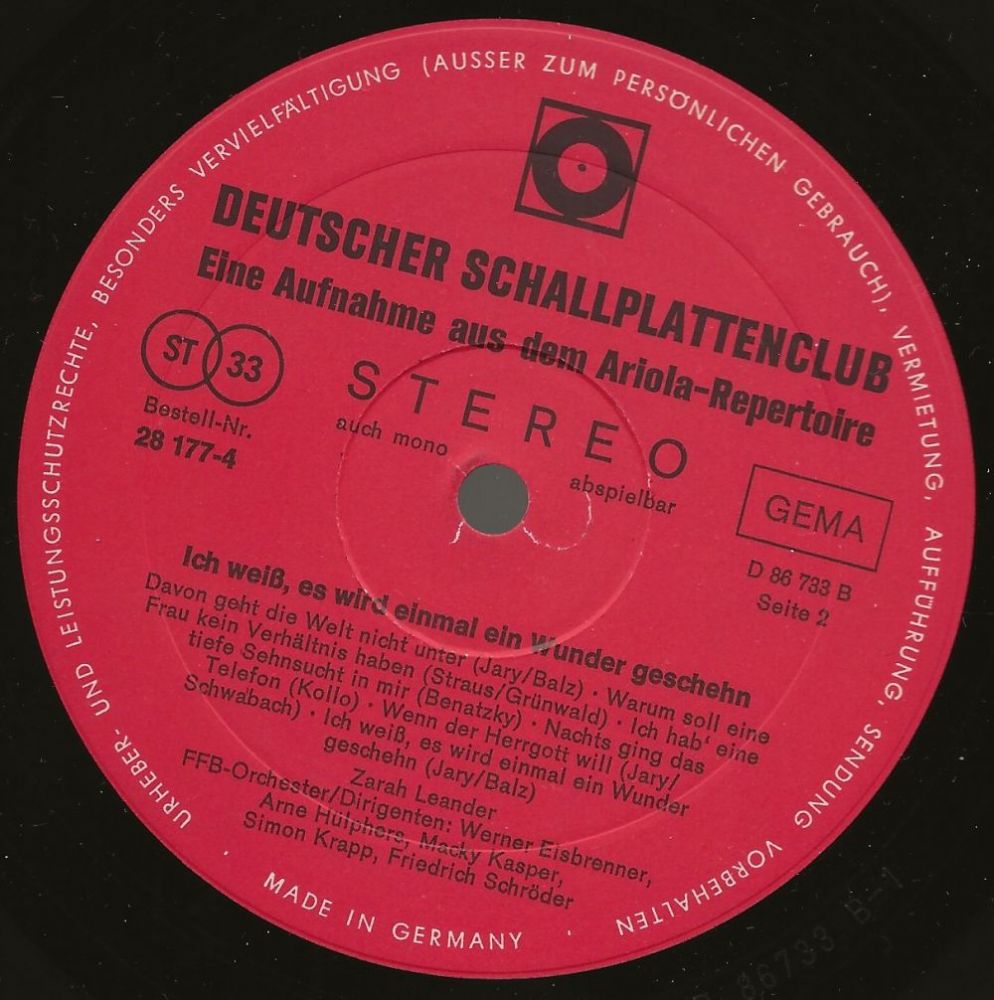 URHEBER- UND LEISTUNGSSCHUTZRECHTE, BESONDERS VERVIELFÄLTIGUNG (AUSSER ZUM PERSÖNLICHEN GEBRAUCH), VERMIETUNG, AUFFÜHRUNG, SENDUNG VORBEHALTEN
DEUTSCHER SCHALLPLATTENCLUB
Eine Aufnahme aus dem Ariola-Repertoire
ST 33
STEREO
auch mono abspielbar
Bestell-Nr.
28 177-4
GEMA
D 86 733 B
Seite 2
Ich weiß, es wird einmal ein Wunder geschehn
Davon geht die Welt nicht unter (Jary/Balz) · Warum soll eine
Frau kein Verhältnis haben (Straus/Grünwald) · Ich hab' eine
tiefe Sehnsucht in mir (Benatzky) · Nachts ging das
Telefon (Kollo) · Wenn der Herrgott will (Jary/
Schwabach) · Ich weiß, es wird einmal ein Wunder
geschehn (Jary/Balz)
Zarah Leander
FFB-Orchester/Dirigenten: Werner Eisbrenner,
Arne Hülphers, Macky Kasper,
Simon Krapp, Friedrich Schröder
MADE IN GERMANY
86733 B-1